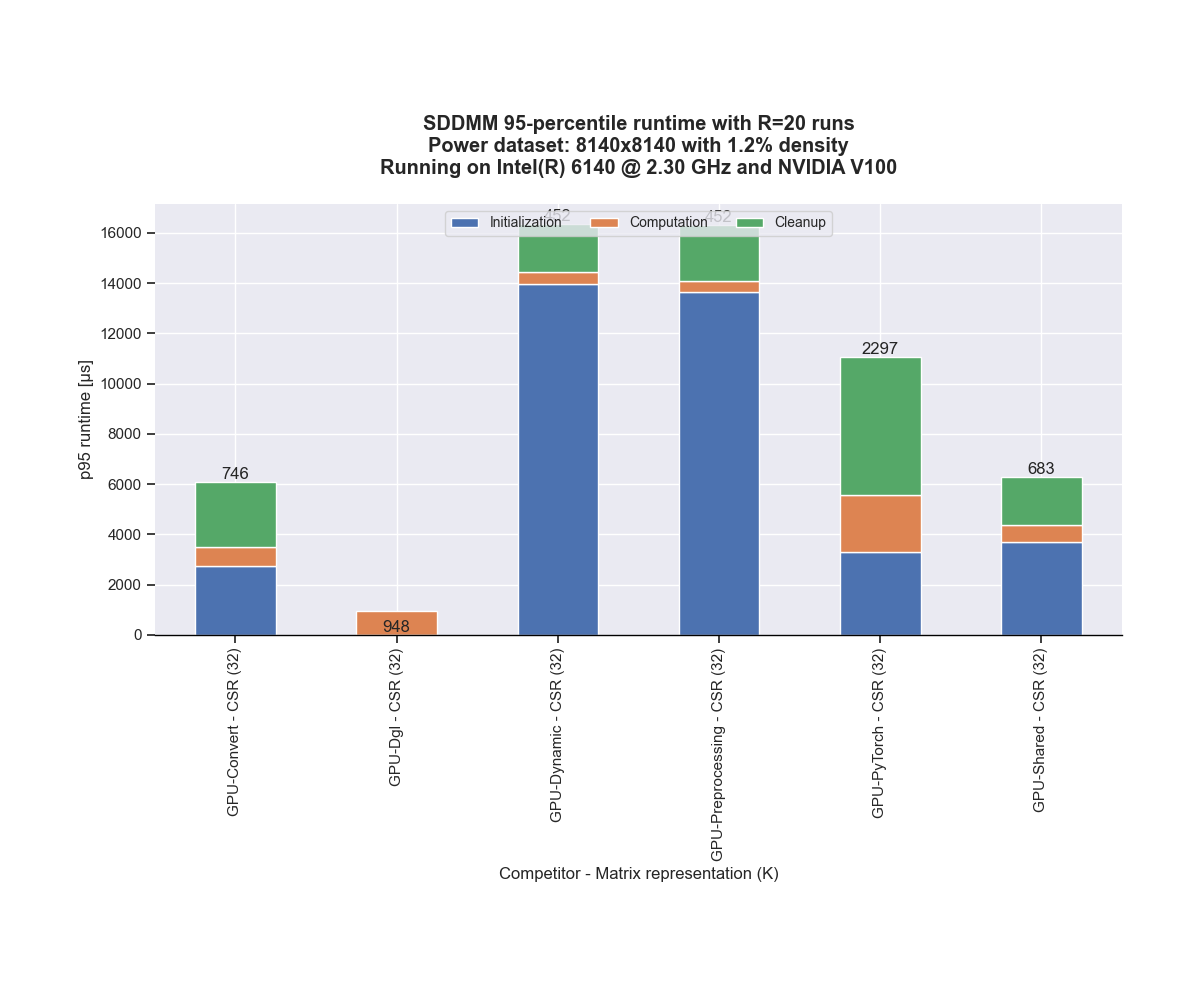 SDDMM 95-percentile runtime with R=20 runs
Power dataset: 8140x8140 with 1.2% density
Running on Intel(R) 6140 @ 2.30 GHz and NVIDIA V100
452 452
Initialization Computation Cleanup
16000
14000
12000
10000
8000
6000
4000
2000
0
p95 runtime [µs]
746
948
2297
683
GPU-Convert - CSR (32)
GPU-Dgl - CSR (32)
GPU-Dynamic - CSR (32)
GPU-Preprocessing - CSR (32)
GPU-PyTorch - CSR (32)
GPU-Shared - CSR (32)
Competitor - Matrix representation (K)